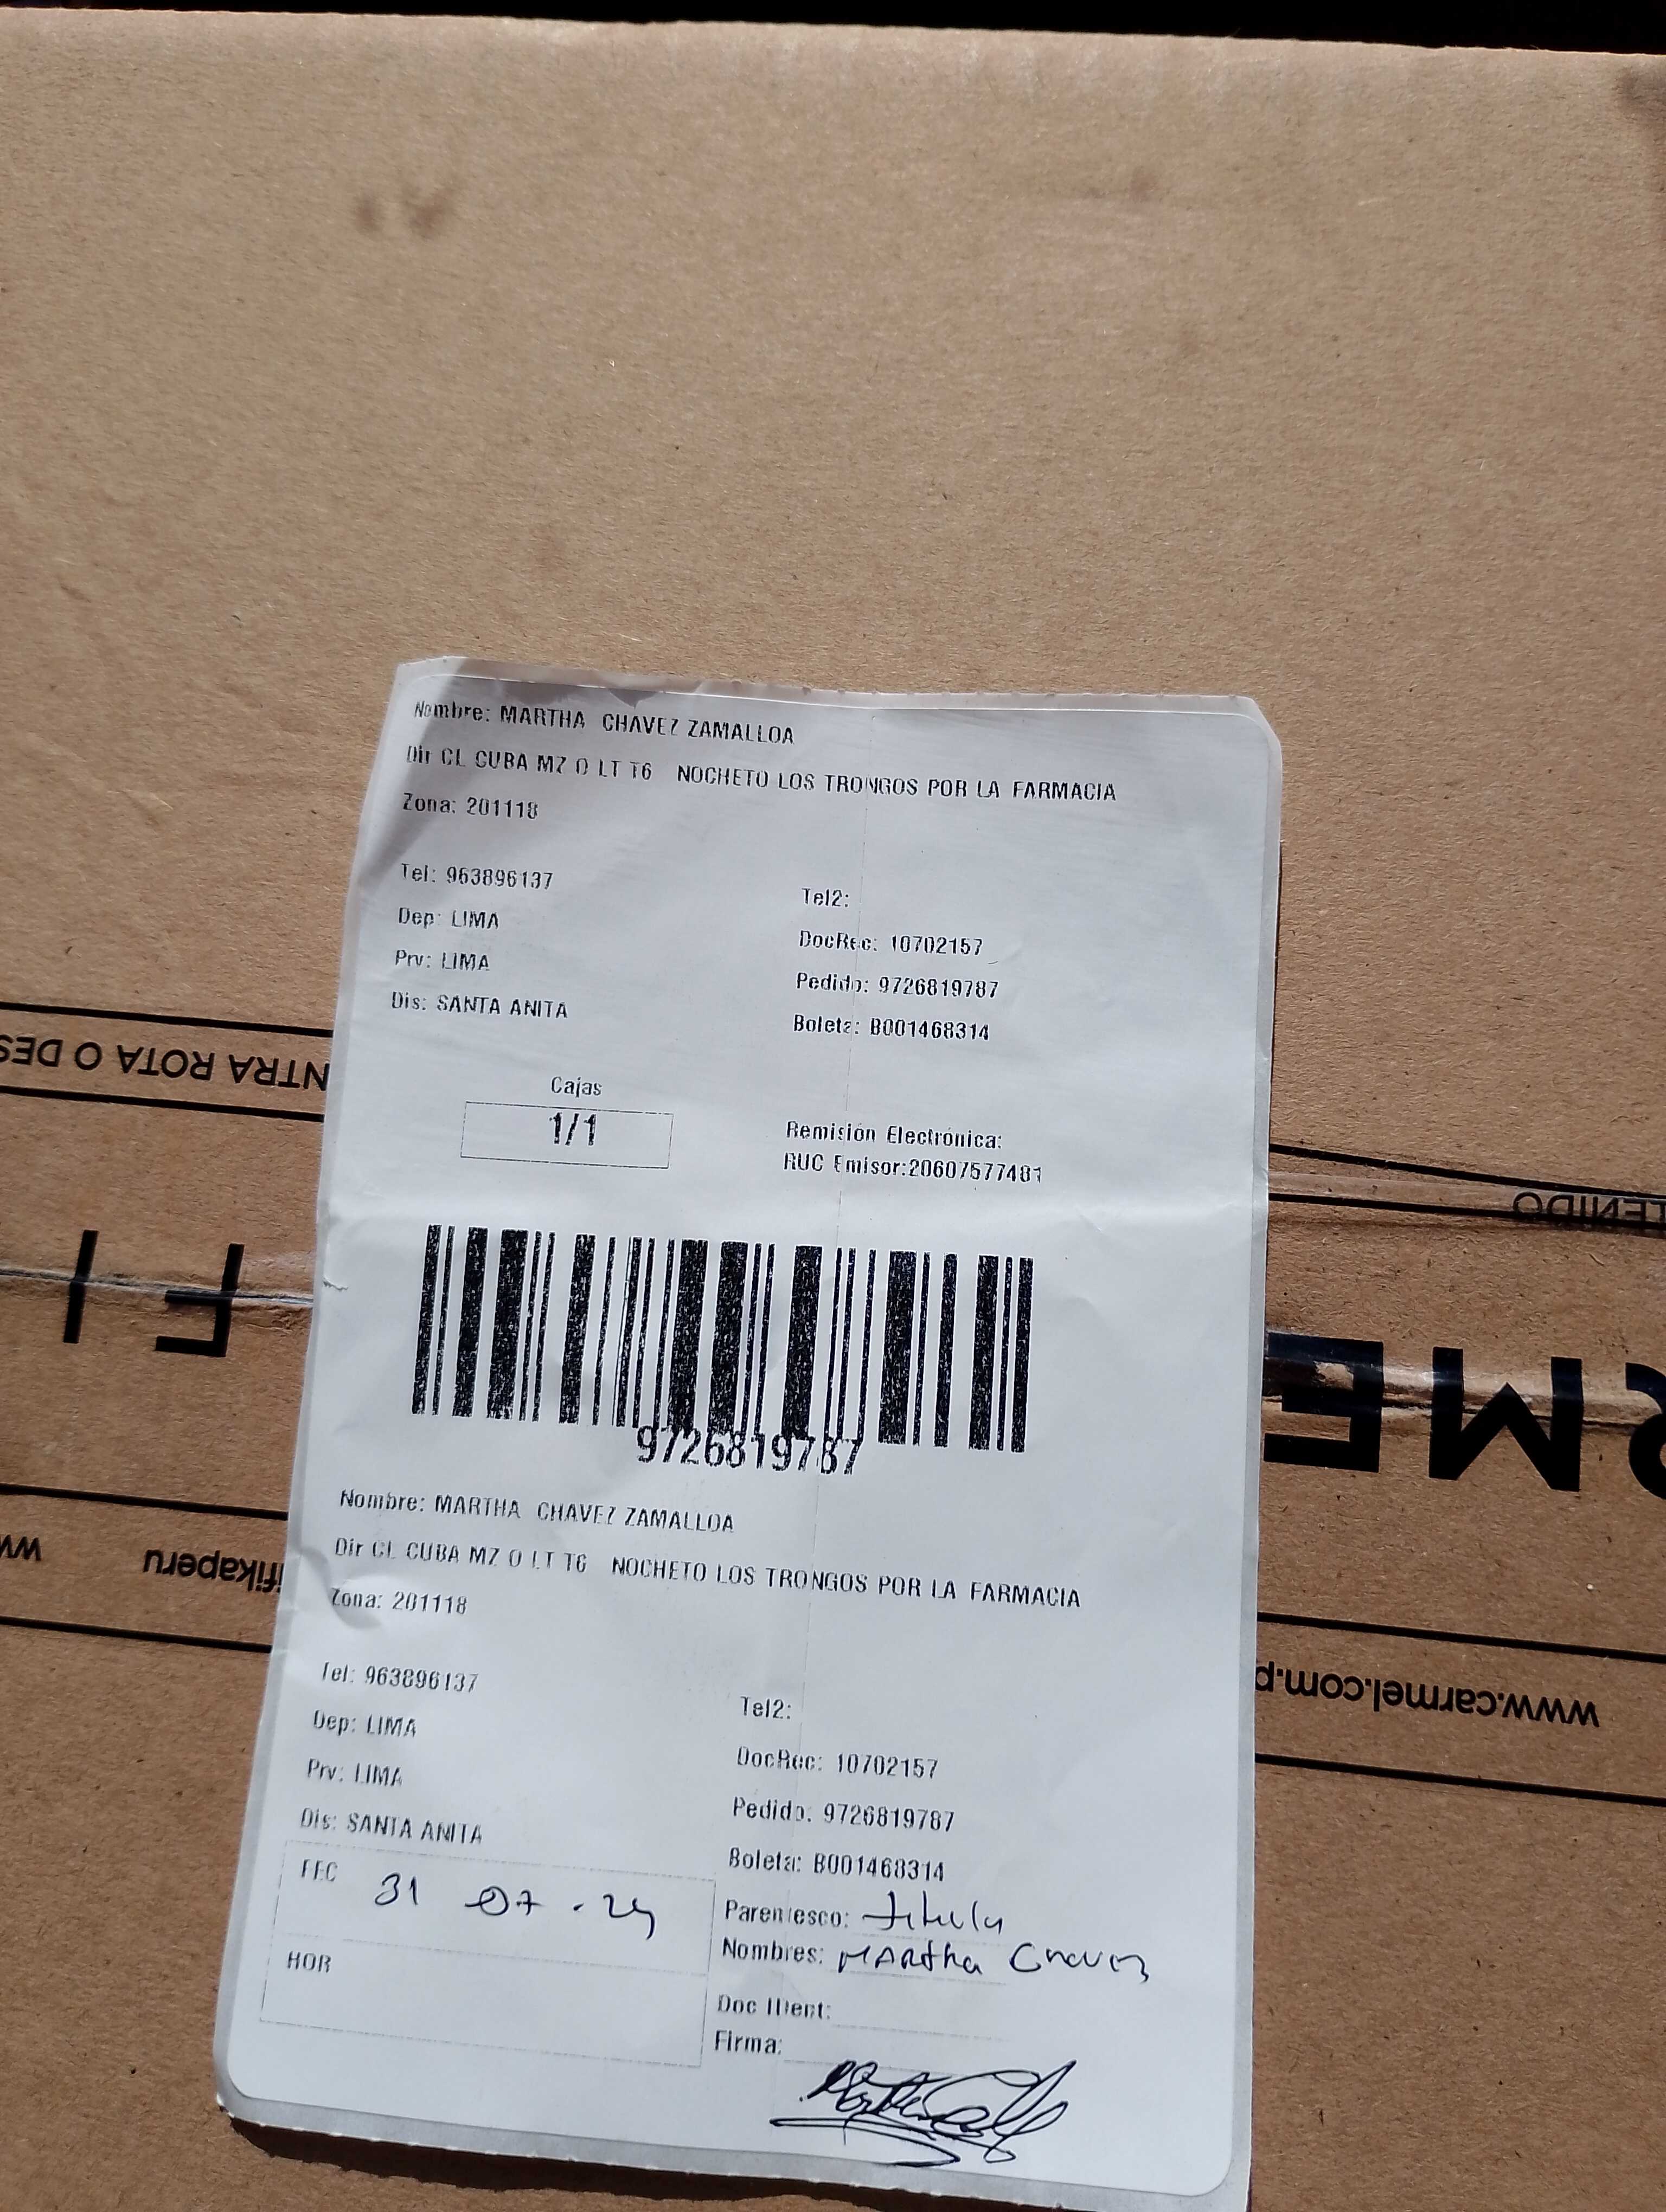 Nombre: MARTHA CHAVEZ ZAMALLOA
Dir CL CUBA MZ O LT T6 NOCHETO LOS TRONGOS POR LA FARMACIA
Zona: 201118
Tel: 963896137
Tel2:
Dep: LIMA
DocRec: 10702157
Prv: LIMA
Pedido: 9726819787
Dis: SANTA ANITA
Boleta: B001468314
Cajas
1/1
Remisión Electrónica:
RUC Emisor:20607577481
9726819787
Nombre: MARTHA CHAVEZ ZAMALLOA
Dir CL CUBA MZ O LT T6 NOCHETO LOS TRONGOS POR LA FARMACIA
Zona: 201118
Tel: 963896137
Tel2:
Dep: LIMA
DocRec: 10702157
Prv: LIMA
Pedido: 9726819787
Dis: SANTA ANITA
Boleta: B001468314
FEC 31 07 . 24
Parentesco: titular
Nombres: MARtha Chavez
HOR
Doc IDent:
Firma:
NTRA ROTA O DES
TENIDO
FI
RME
ifikaperu
www.carmel.com.p